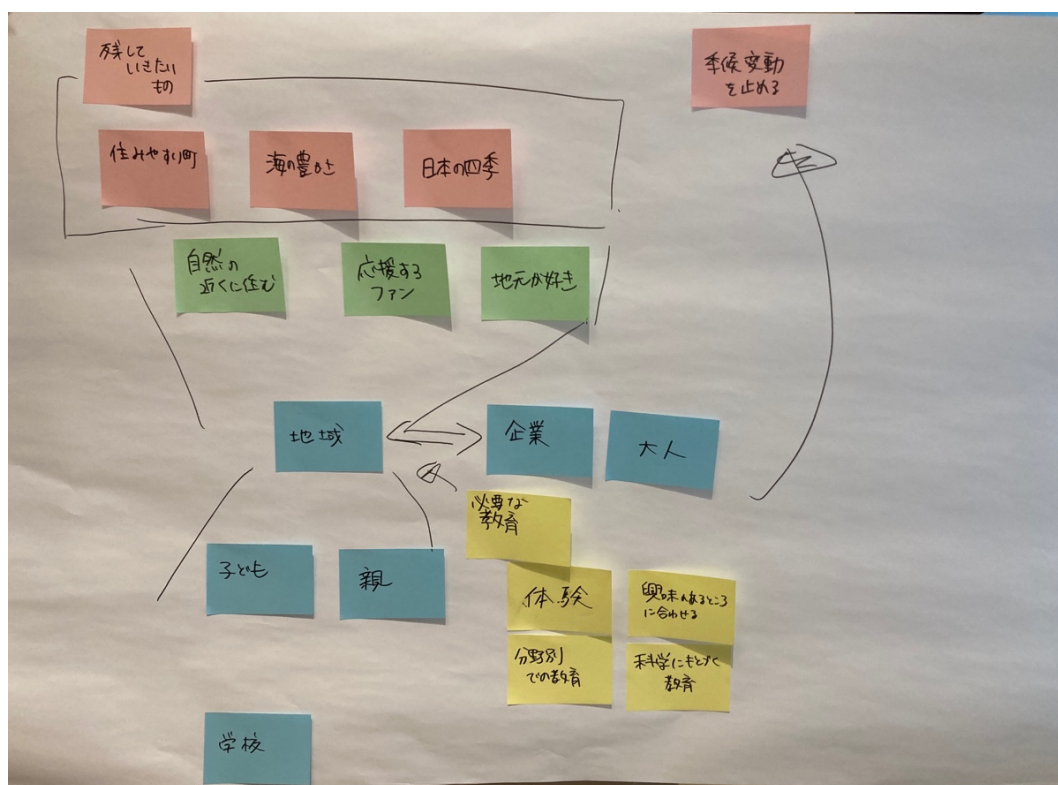 残して
いきたい
もの
季候変動
を止める
住みやすい町
海の豊かさ
日本の四季
自然の
近くに住む
応援する
ファン
地元が好き
地域
企業
大人
必要な
教育
子ども
親
体験
興味のあるところ
に合わせる
分野別
での教育
科学にもとづく
教育
学校